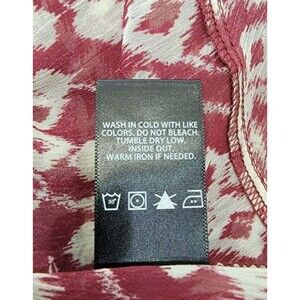 WASH IN COLD WITH LIKE
COLORS. DO NOT BLEACH.
TUMBLE DRY LOW,
INSIDE OUT.
WARM IRON IF NEEDED.